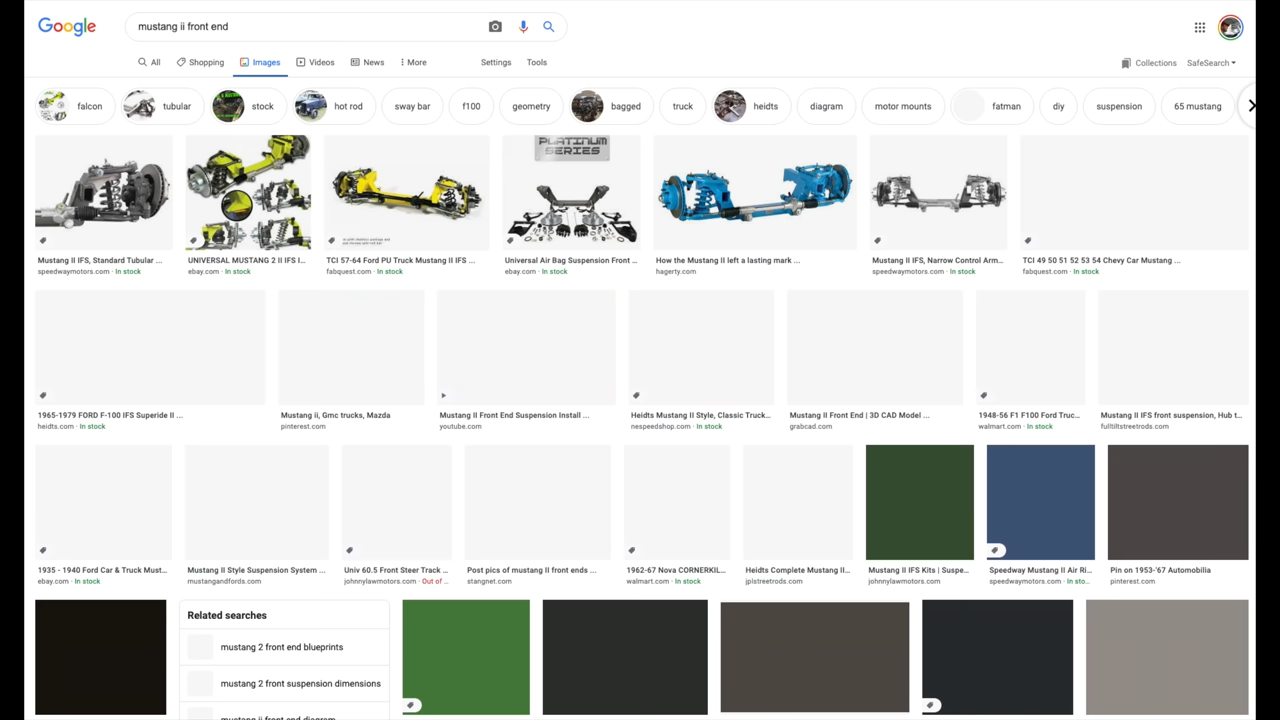 Google
mustang ii front end
All
Shopping
Images
Videos
News
More
Settings
Tools
Collections
SafeSearch
falcon
tubular
stock
hot rod
sway bar
f100
geometry
bagged
truck
heidts
diagram
motor mounts
fatman
diy
suspension
65 mustang
PLATINUM
SERIES
Mustang II IFS, Standard Tubular ...
speedwaymotors.com · In stock
UNIVERSAL MUSTANG 2 II IFS I...
ebay.com · In stock
TCI 57-64 Ford PU Truck Mustang II IFS ...
fabquest.com · In stock
Universal Air Bag Suspension Front ...
ebay.com · In stock
How the Mustang II left a lasting mark ...
hagerty.com
Mustang II IFS, Narrow Control Arm...
speedwaymotors.com · In stock
TCI 49 50 51 52 53 54 Chevy Car Mustang ...
fabquest.com · In stock
1965-1979 FORD F-100 IFS Superide II ...
heidts.com · In stock
Mustang ii, Gmc trucks, Mazda
pinterest.com
Mustang II Front End Suspension Install ...
youtube.com
Heidts Mustang II Style, Classic Truck...
nespeedshop.com · In stock
Mustang II Front End | 3D CAD Model ...
grabcad.com
1948-56 F1 F100 Ford Truc...
walmart.com · In stock
Mustang II IFS front suspension, Hub t...
fulltiltstreetrods.com
1935 - 1940 Ford Car & Truck Must...
ebay.com · In stock
Mustang II Style Suspension System ...
mustangandfords.com
Univ 60.5 Front Steer Track ...
johnnylawmotors.com · Out of ...
Post pics of mustang II front ends ...
stangnet.com
1962-67 Nova CORNERKIL...
walmart.com · In stock
Heidts Complete Mustang II...
jplstreetrods.com
Mustang II IFS Kits | Suspe...
johnnylawmotors.com
Speedway Mustang II Air Ri...
speedwaymotors.com · In sto...
Pin on 1953-'67 Automobilia
pinterest.com
Related searches
mustang 2 front end blueprints
mustang 2 front suspension dimensions
mustang ii front end diagram